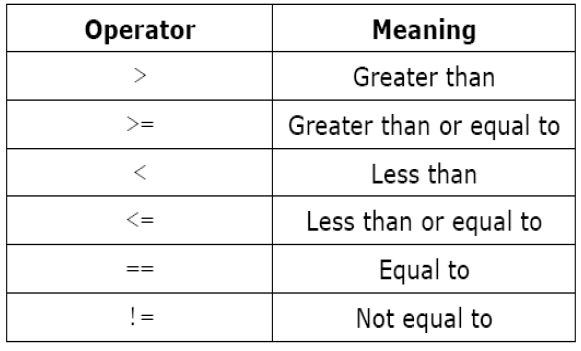 Operator Meaning
> Greater than
>= Greater than or equal to
< Less than
<= Less than or equal to
== Equal to
!= Not equal to